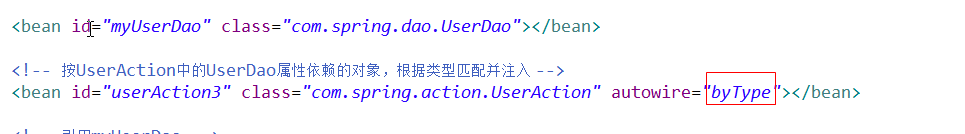 <bean id="myUserDao" class="com.spring.dao.UserDao"></bean>
<!-- 按UserAction中的UserDao属性依赖的对象，根据类型匹配并注入 -->
<bean id="userAction3" class="com.spring.action.UserAction" autowire="byType"></bean>